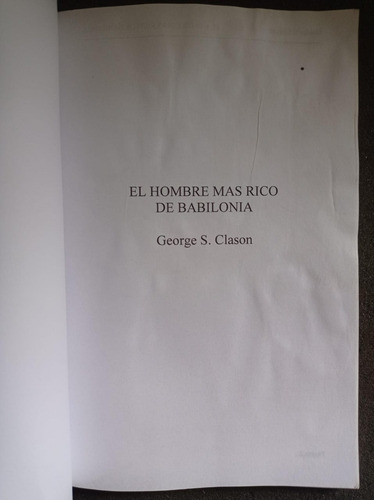 EL HOMBRE MAS RICO
DE BABILONIA
George S. Clason